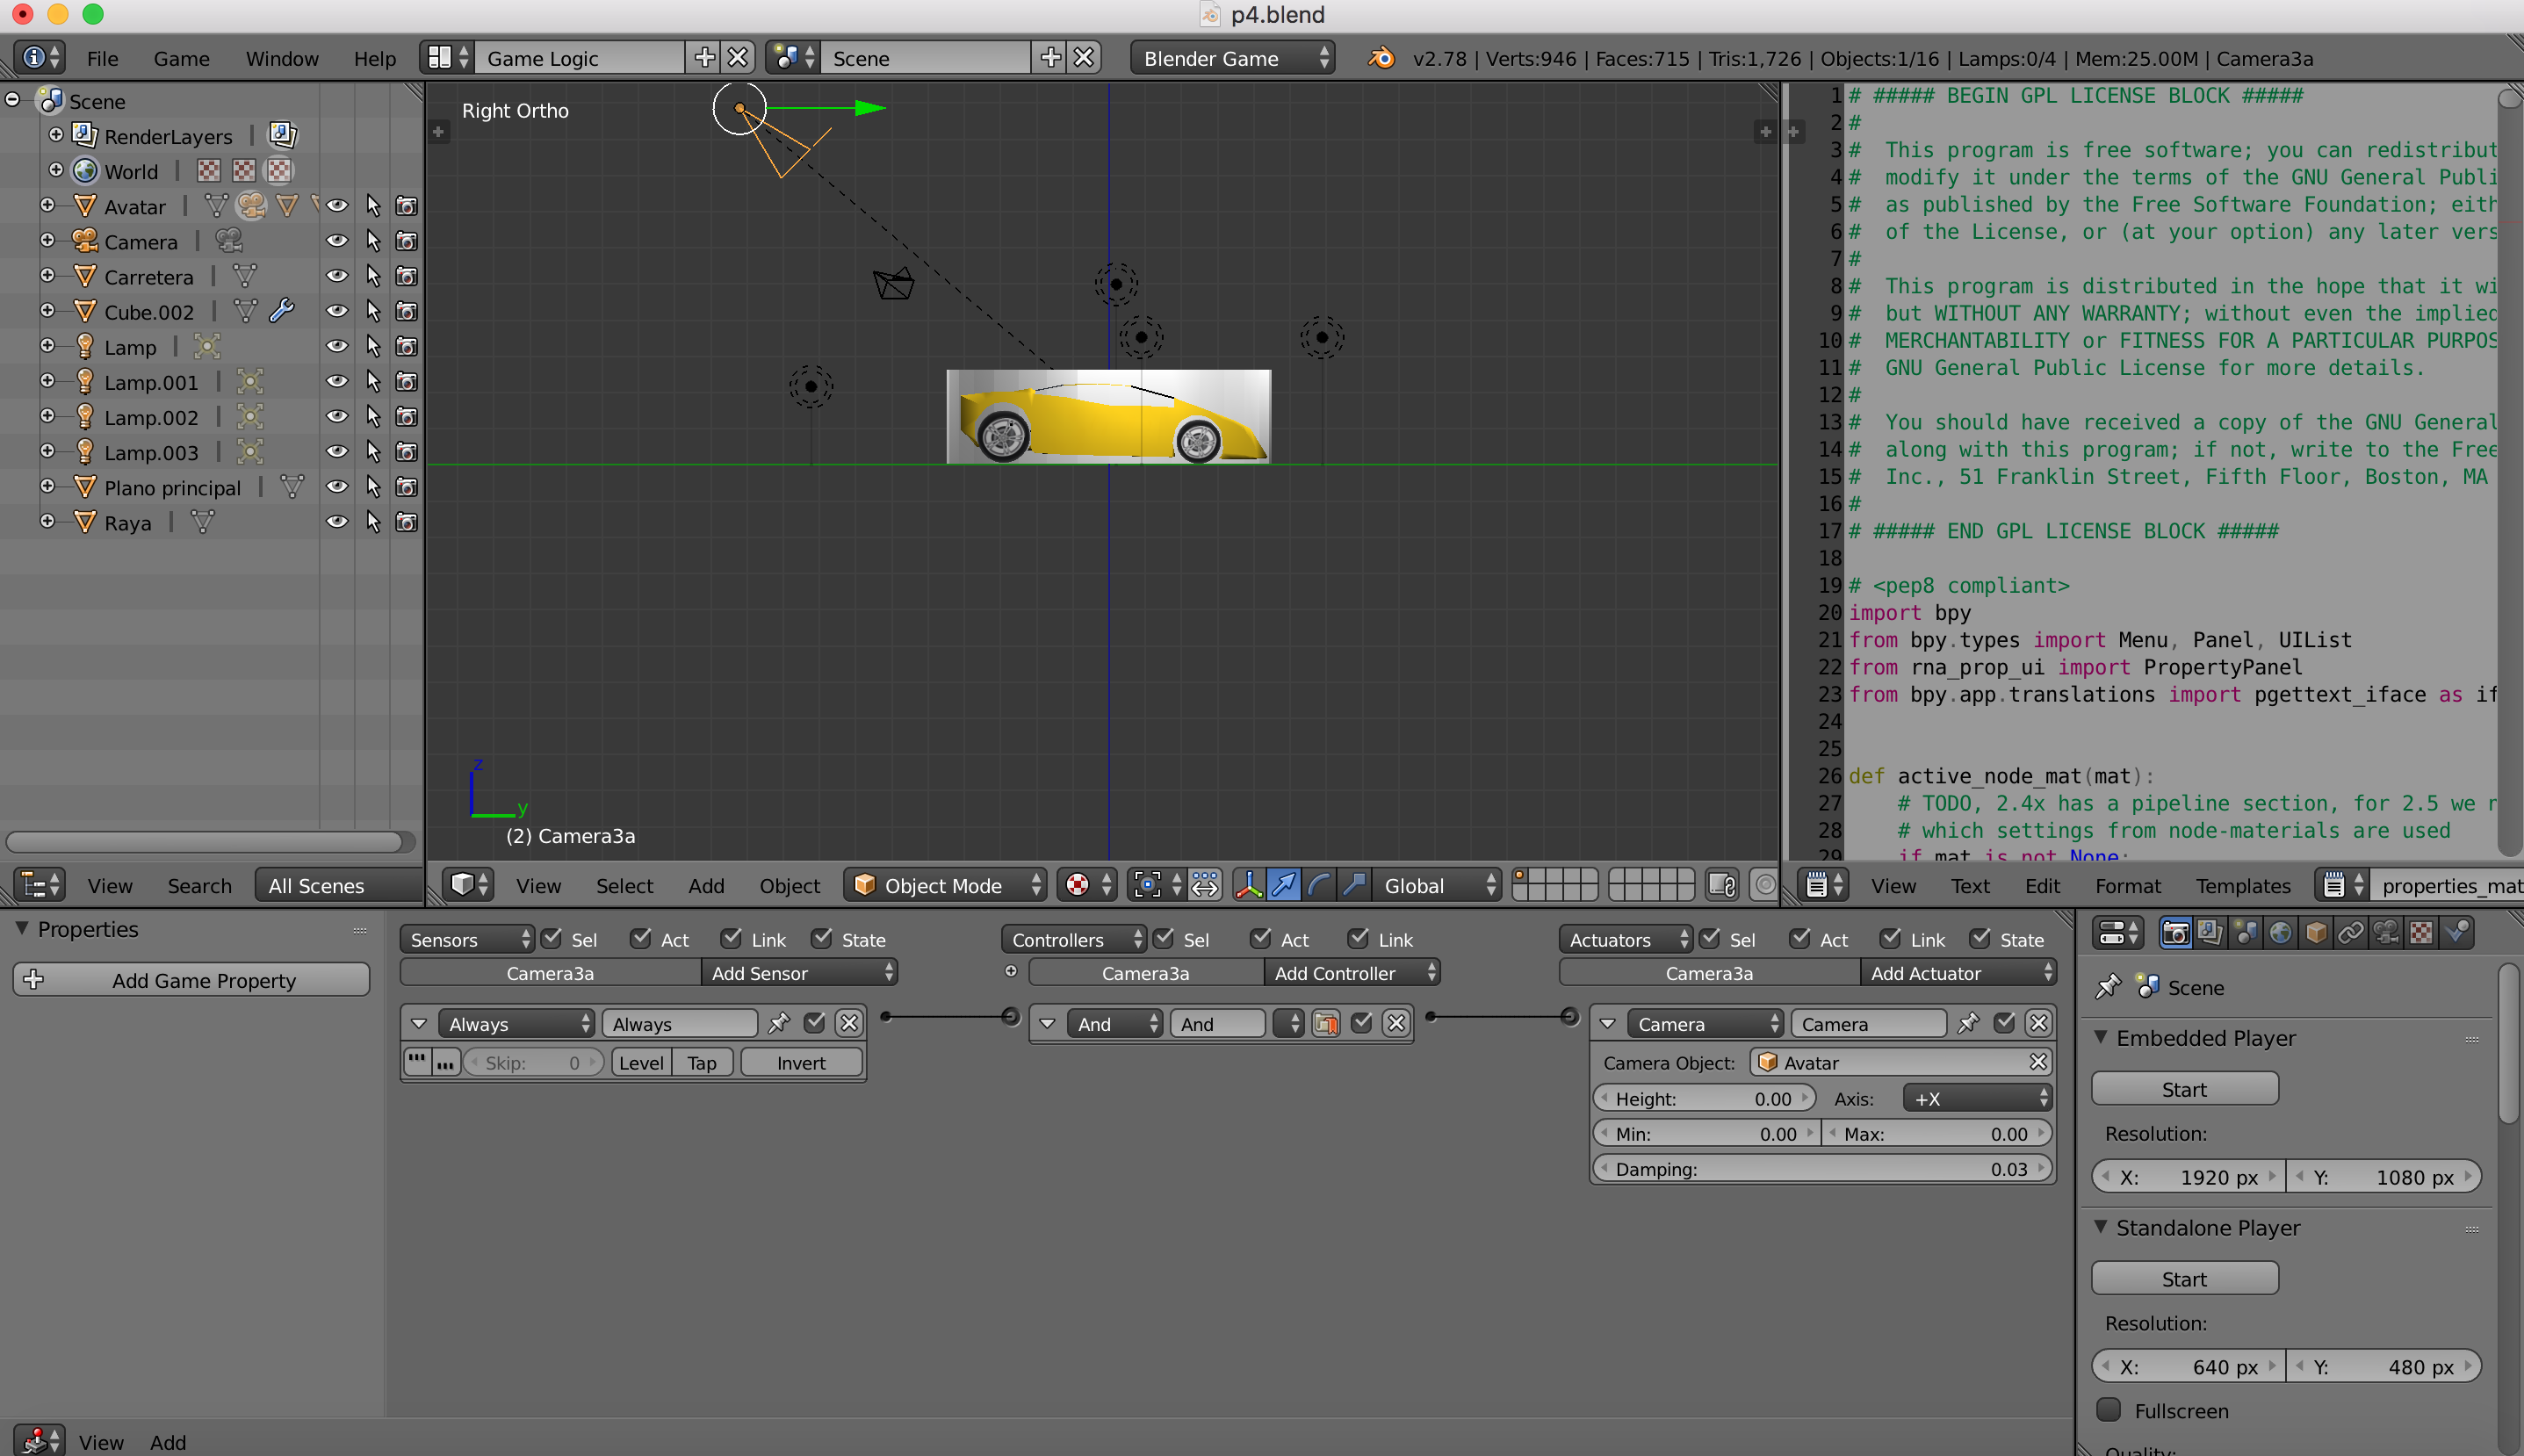 p4.blend
File Game Window Help Game Logic Scene Blender Game v2.78 | Verts:946 | Faces:715 | Tris:1,726 | Objects:1/16 | Lamps:0/4 | Mem:25.00M | Camera3a
Scene
RenderLayers
World
Avatar
Camera
Carretera
Cube.002
Lamp
Lamp.001
Lamp.002
Lamp.003
Plano principal
Raya
View Search All Scenes
Right Ortho
z
y
(2) Camera3a
View Select Add Object Object Mode Global
1 # ##### BEGIN GPL LICENSE BLOCK #####
2 #
3 #  This program is free software; you can redistribut
4 #  modify it under the terms of the GNU General Publi
5 #  as published by the Free Software Foundation; eith
6 #  of the License, or (at your option) any later vers
7 #
8 #  This program is distributed in the hope that it wi
9 #  but WITHOUT ANY WARRANTY; without even the implied
10 #  MERCHANTABILITY or FITNESS FOR A PARTICULAR PURPOS
11 #  GNU General Public License for more details.
12 #
13 #  You should have received a copy of the GNU General
14 #  along with this program; if not, write to the Free
15 #  Inc., 51 Franklin Street, Fifth Floor, Boston, MA
16 #
17 # ##### END GPL LICENSE BLOCK #####
18
19 # <pep8 compliant>
20 import bpy
21 from bpy.types import Menu, Panel, UIList
22 from rna_prop_ui import PropertyPanel
23 from bpy.app.translations import pgettext_iface as if
24
25
26 def active_node_mat(mat):
27     # TODO, 2.4x has a pipeline section, for 2.5 we r
28     # which settings from node-materials are used
29     if mat is not None:
View Text Edit Format Templates properties_mat
Properties
Add Game Property
Sensors Sel Act Link State
Camera3a Add Sensor
Always Always
Skip: 0 Level Tap Invert
Controllers Sel Act Link
Camera3a Add Controller
And And
Actuators Sel Act Link State
Camera3a Add Actuator
Camera Camera
Camera Object: Avatar
Height: 0.00 Axis: +X
Min: 0.00 Max: 0.00
Damping: 0.03
Scene
Embedded Player
Start
Resolution:
X: 1920 px Y: 1080 px
Standalone Player
Start
Resolution:
X: 640 px Y: 480 px
Fullscreen
Quality:
View Add